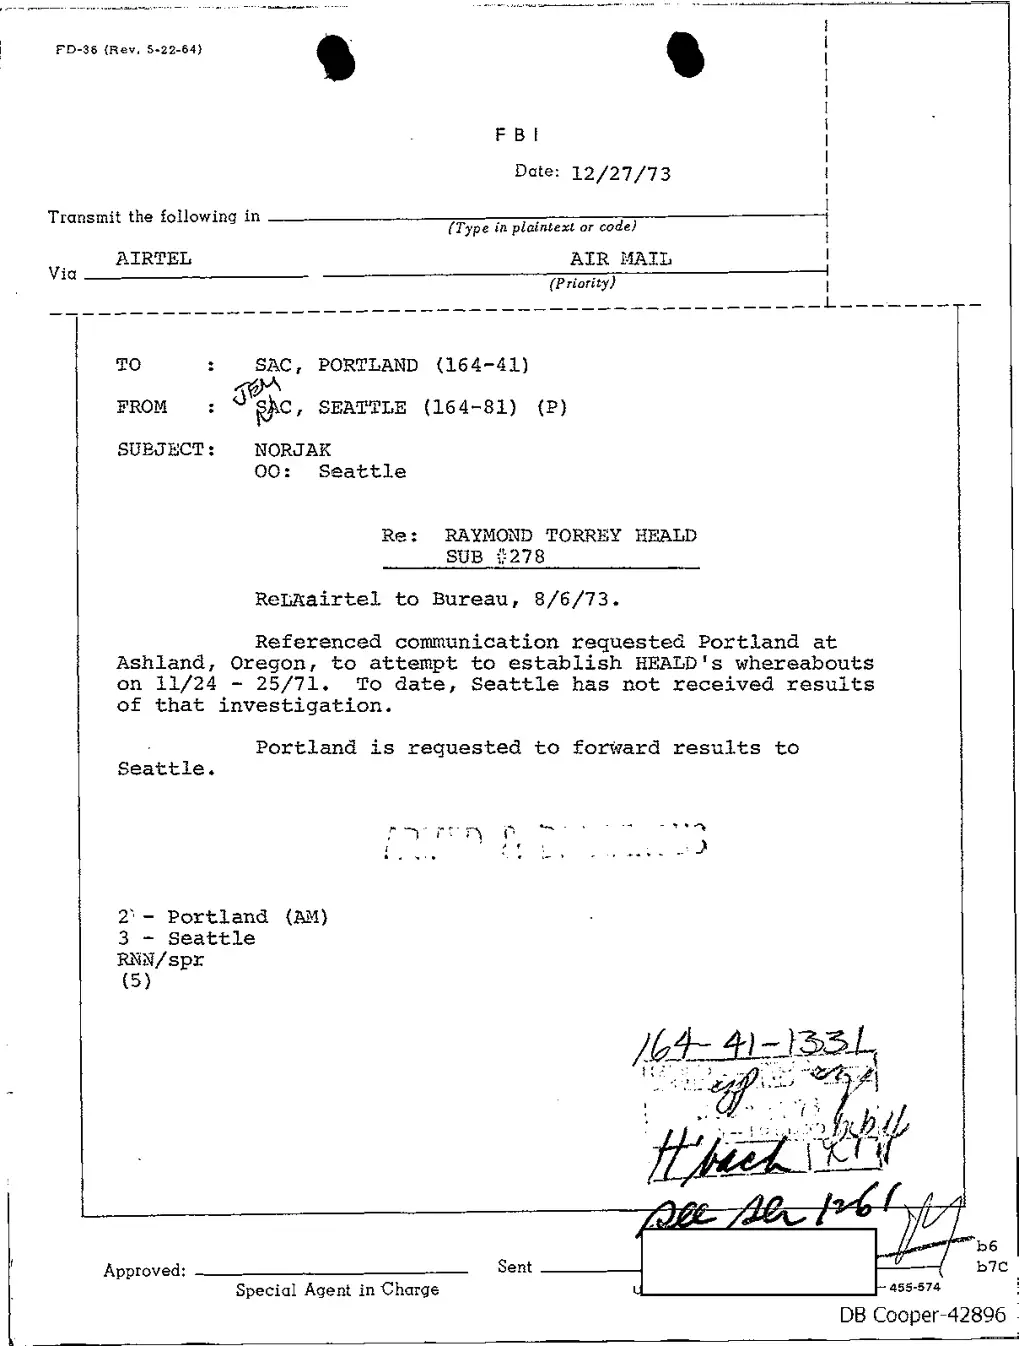 FD-36 (Rev. 5-22-64)
F B I
Date: 12/27/73
Transmit the following in
(Type in plaintext or code)
Via AIRTEL AIR MAIL
(Priority)
TO : SAC, PORTLAND (164-41)
JEM
FROM : SAC, SEATTLE (164-81) (P)
SUBJECT: NORJAK
OO: Seattle
Re: RAYMOND TORREY HEALD
SUB #278
ReLAairtel to Bureau, 8/6/73.
Referenced communication requested Portland at
Ashland, Oregon, to attempt to establish HEALD's whereabouts
on 11/24 - 25/71. To date, Seattle has not received results
of that investigation.
Portland is requested to forward results to
Seattle.
2 - Portland (AM)
3 - Seattle
RNN/spr
(5)
164-41-1331
see ser 1261
b6
b7C
Approved: Sent
Special Agent in Charge
455-574
DB Cooper-42896